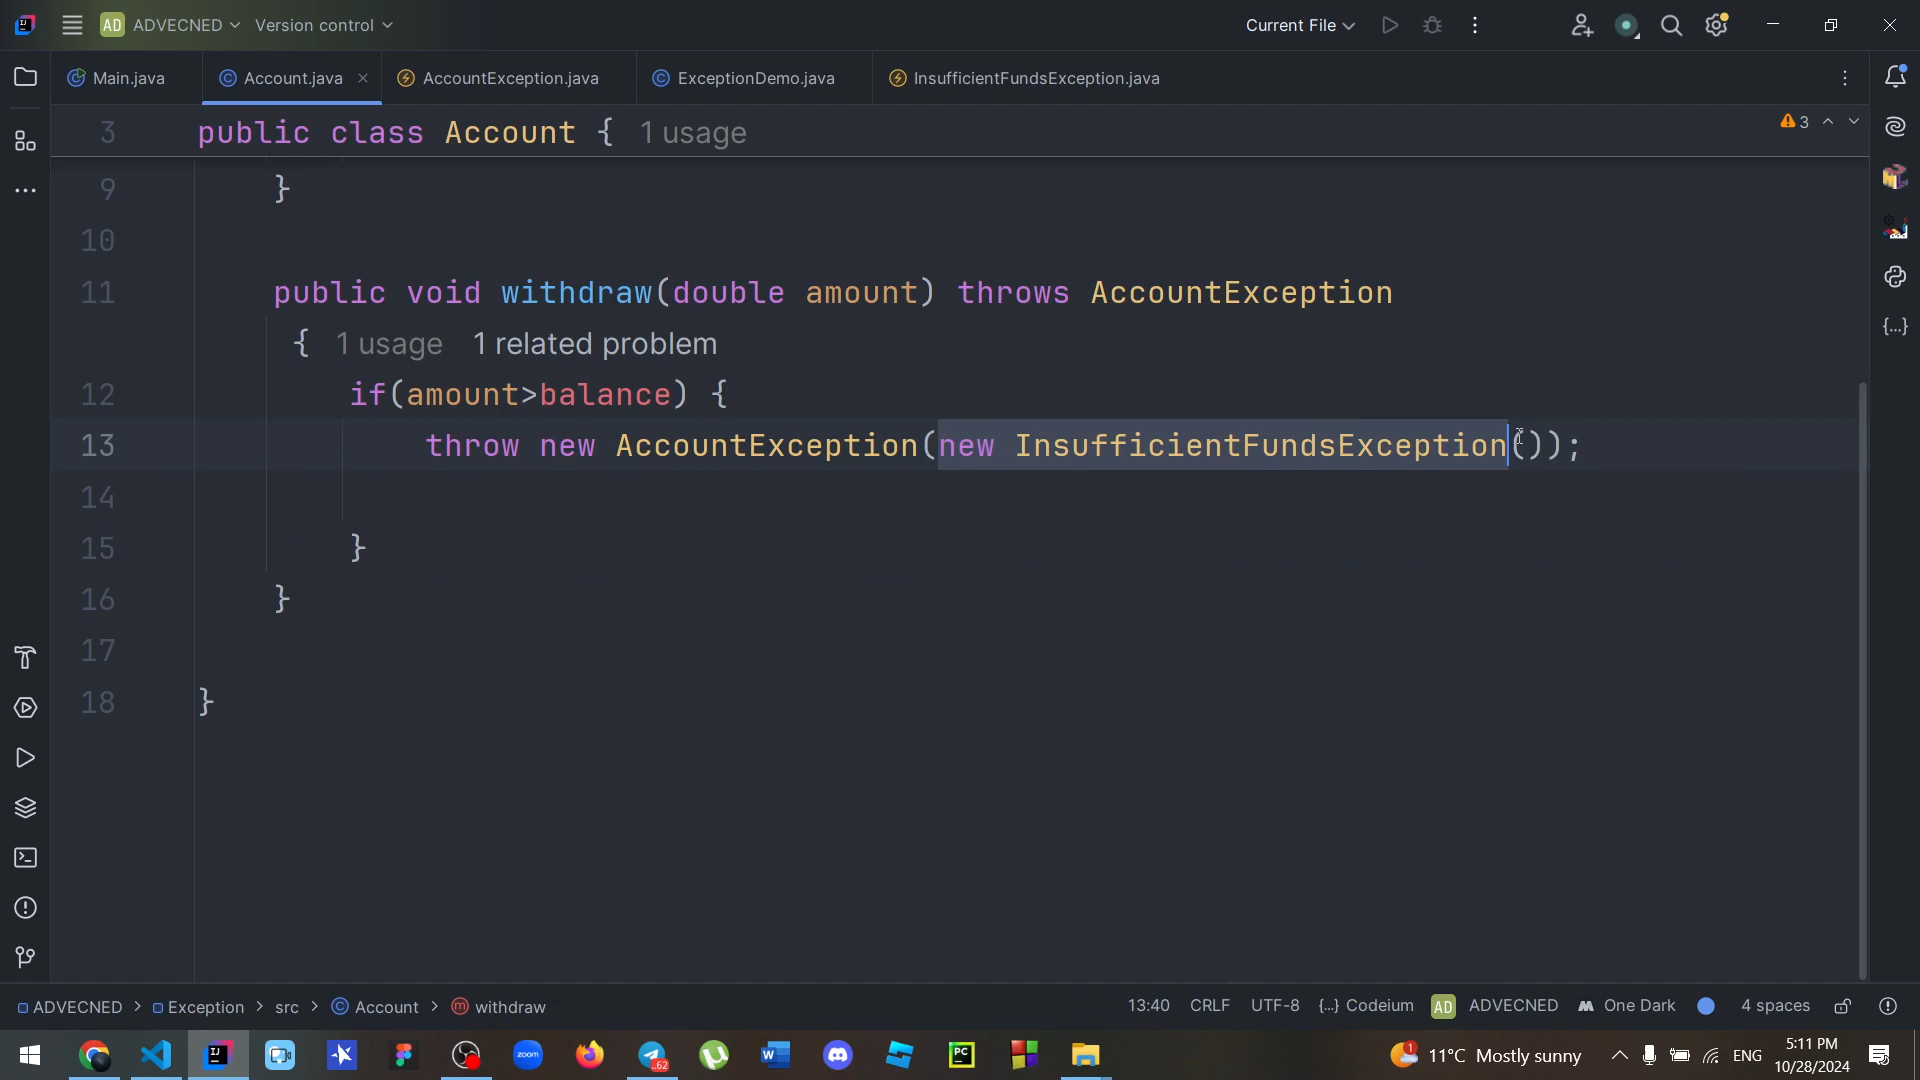 AD ADVECNED Version control Current File
Main.java Account.java AccountException.java ExceptionDemo.java InsufficientFundsException.java
3 public class Account { 1 usage 3
9 }
10
11 public void withdraw(double amount) throws AccountException
{ 1 usage 1 related problem
12 if(amount>balance) {
13 throw new AccountException(new InsufficientFundsException());
14
15 }
16 }
17
18 }
ADVECNED > Exception > src > Account > withdraw 13:40 CRLF UTF-8 {...} Codeium AD ADVECNED One Dark 4 spaces
zoom 62 W PC 1 11°C Mostly sunny ENG 5:11 PM
10/28/2024